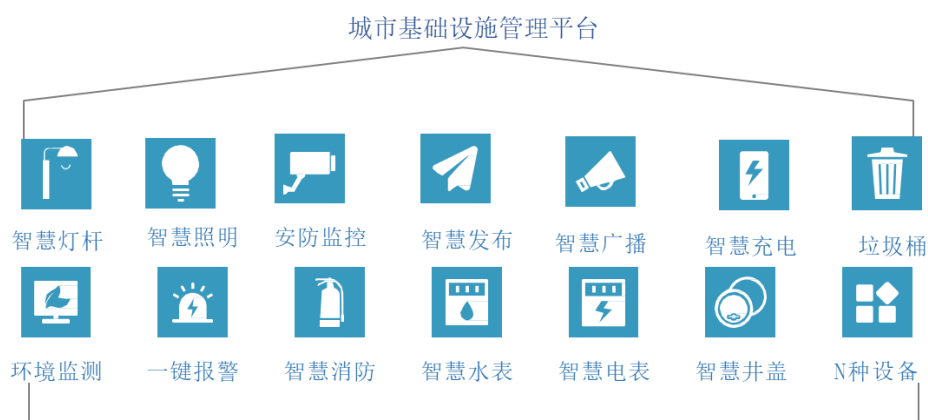 城市基础设施管理平台
智慧灯杆 智慧照明 安防监控 智慧发布 智慧广播 智慧充电 垃圾桶
环境监测 一键报警 智慧消防 智慧水表 智慧电表 智慧井盖 N种设备